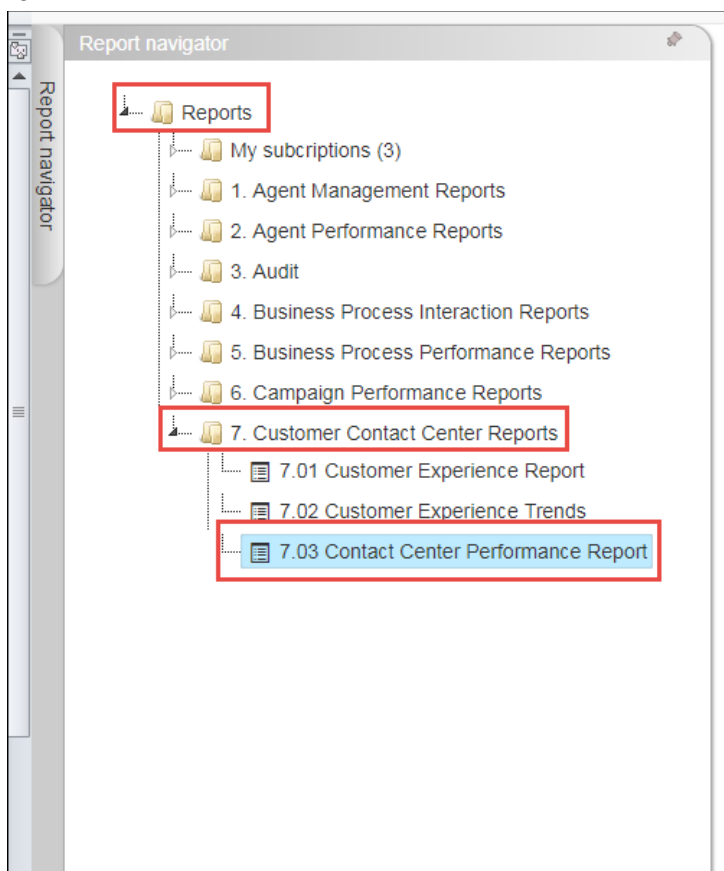 Report navigator
Report navigator
Reports
My subcriptions (3)
1. Agent Management Reports
2. Agent Performance Reports
3. Audit
4. Business Process Interaction Reports
5. Business Process Performance Reports
6. Campaign Performance Reports
7. Customer Contact Center Reports
7.01 Customer Experience Report
7.02 Customer Experience Trends
7.03 Contact Center Performance Report